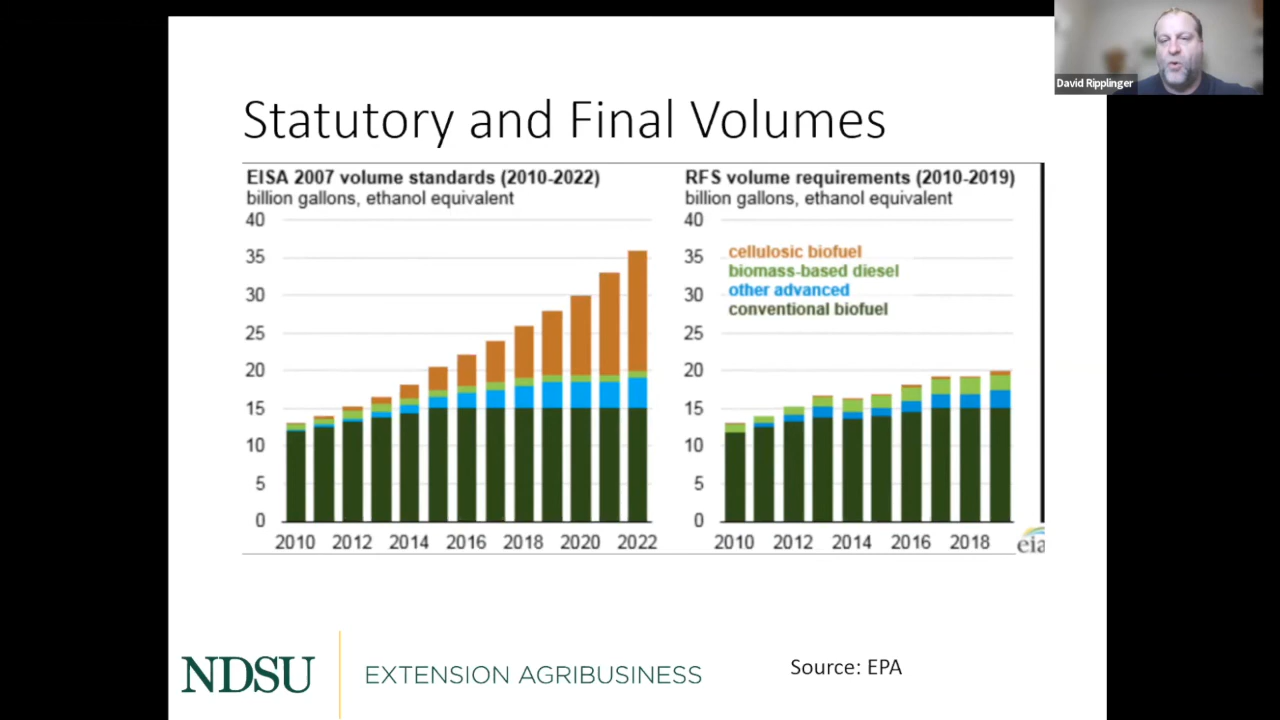 David Ripplinger
Statutory and Final Volumes
EISA 2007 volume standards (2010-2022)
billion gallons, ethanol equivalent
40
35
30
25
20
15
10
5
0
2010 2012 2014 2016 2018 2020 2022
RFS volume requirements (2010-2019)
billion gallons, ethanol equivalent
40
35
30
25
20
15
10
5
0
cellulosic biofuel
biomass-based diesel
other advanced
conventional biofuel
2010 2012 2014 2016 2018
eia
NDSU EXTENSION AGRIBUSINESS
Source: EPA